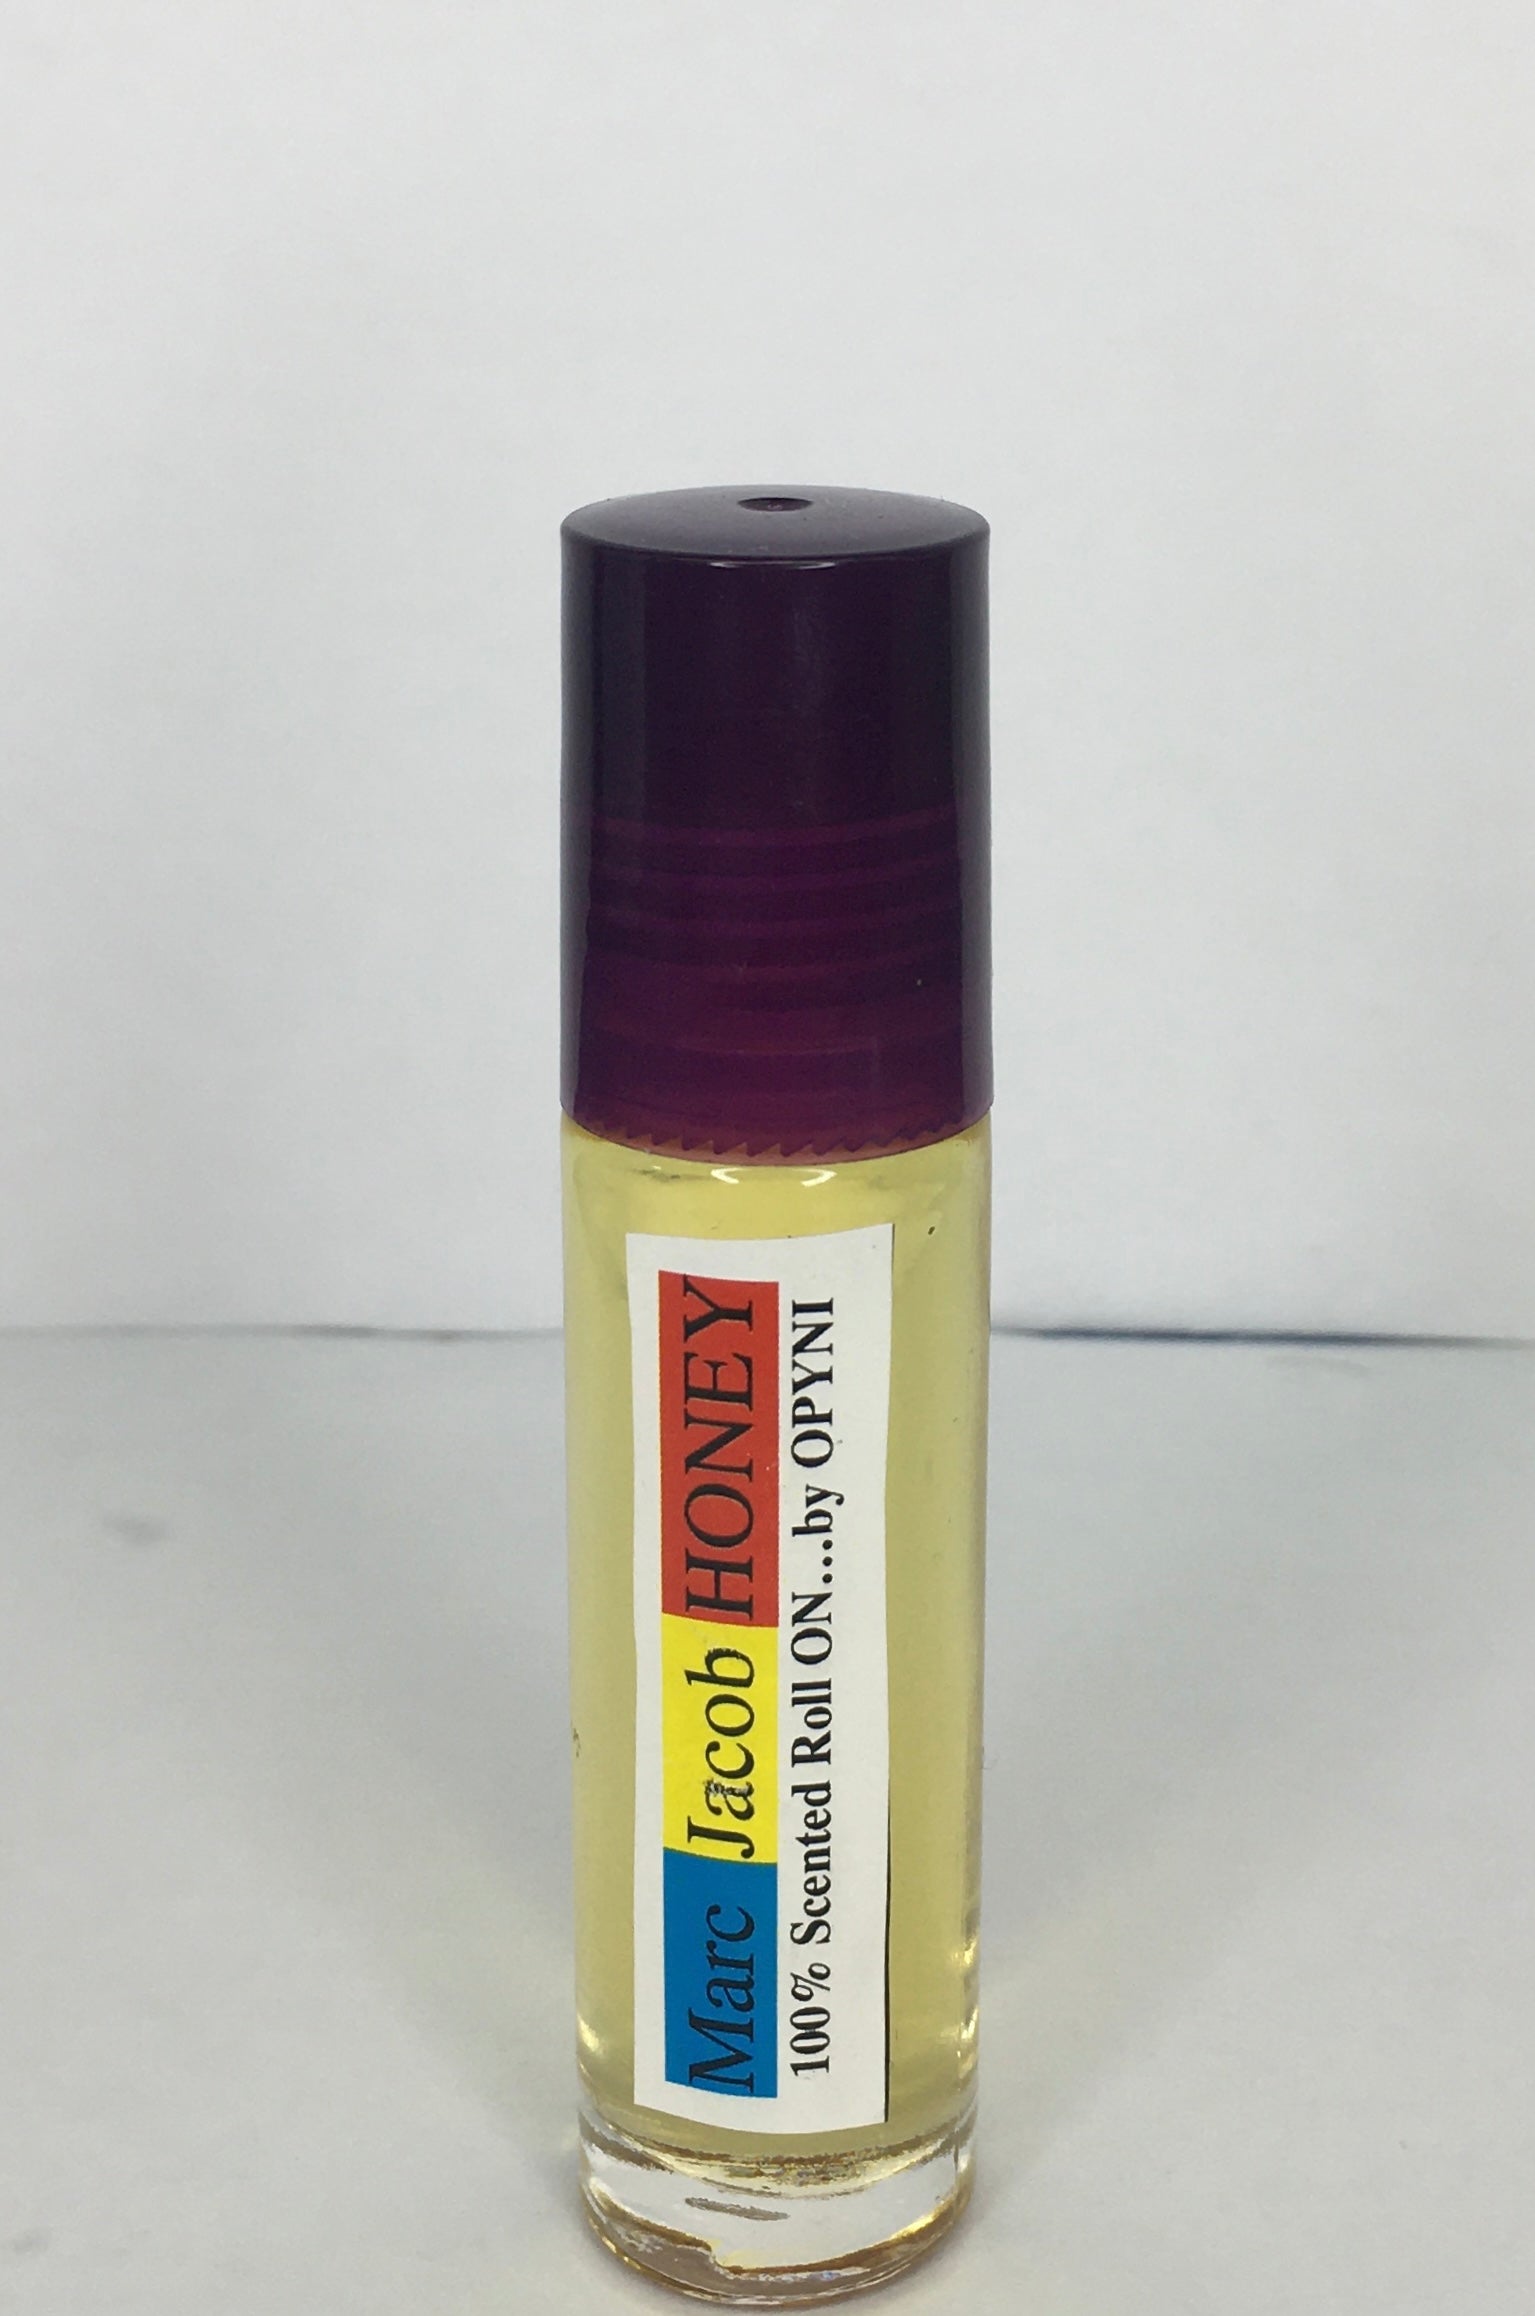 Marc Jacob HONEY
100% Scented Roll ON....by OPYNI